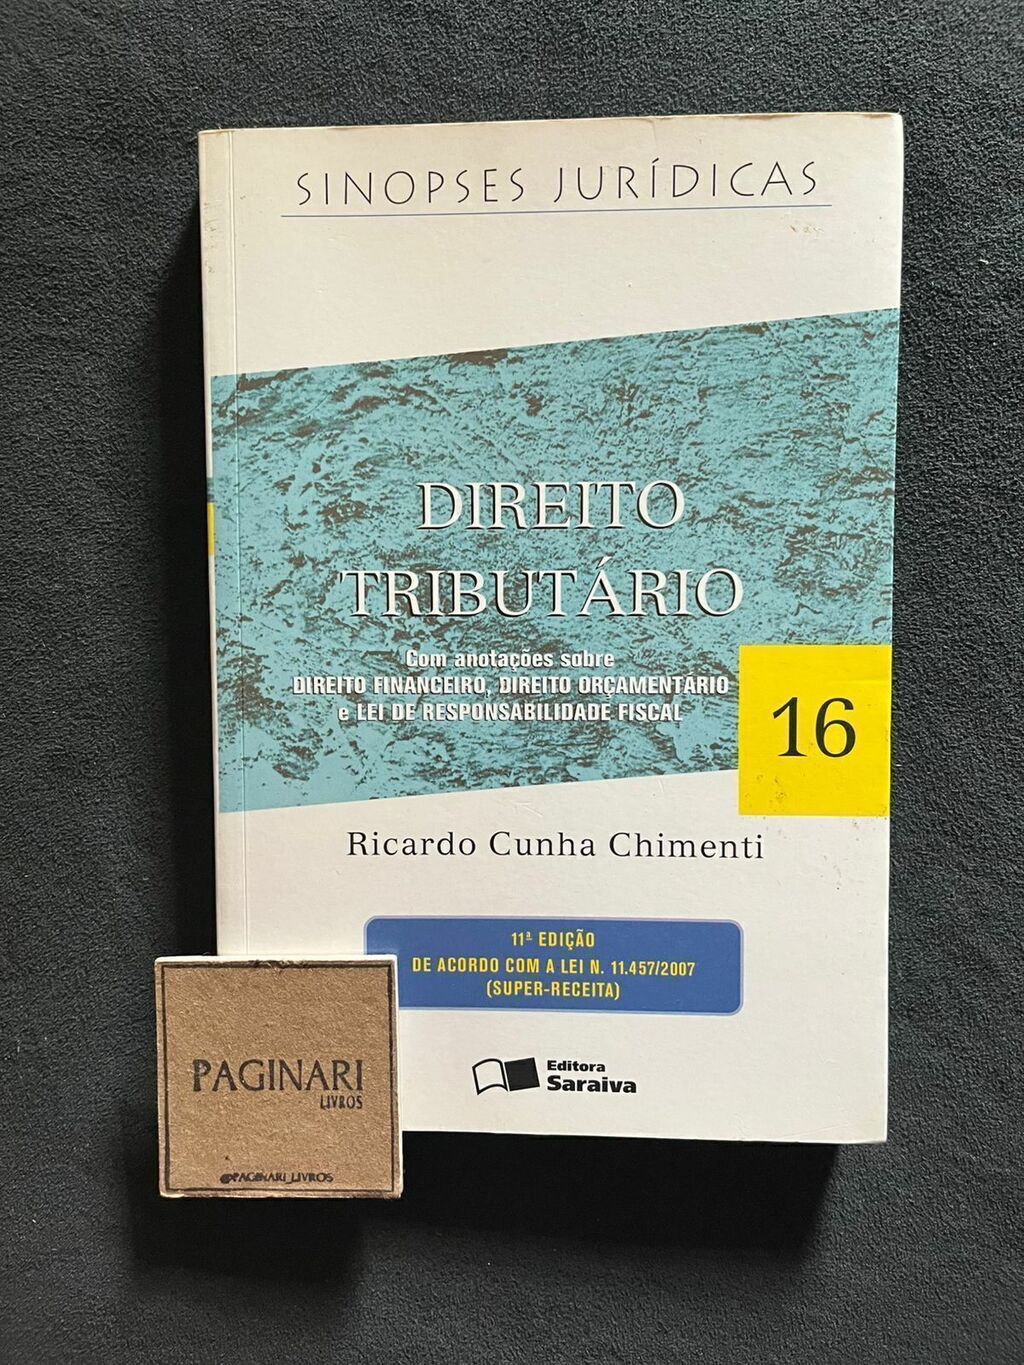 SINOPSES JURÍDICAS
DIREITO
TRIBUTÁRIO
Com anotações sobre
DIREITO FINANCEIRO, DIREITO ORÇAMENTÁRIO
e LEI DE RESPONSABILIDADE FISCAL
16
Ricardo Cunha Chimenti
11ª EDIÇÃO
DE ACORDO COM A LEI N. 11.457/2007
(SUPER-RECEITA)
Editora
Saraiva
PAGINARI
LIVROS
@PAGINARI_LIVROS